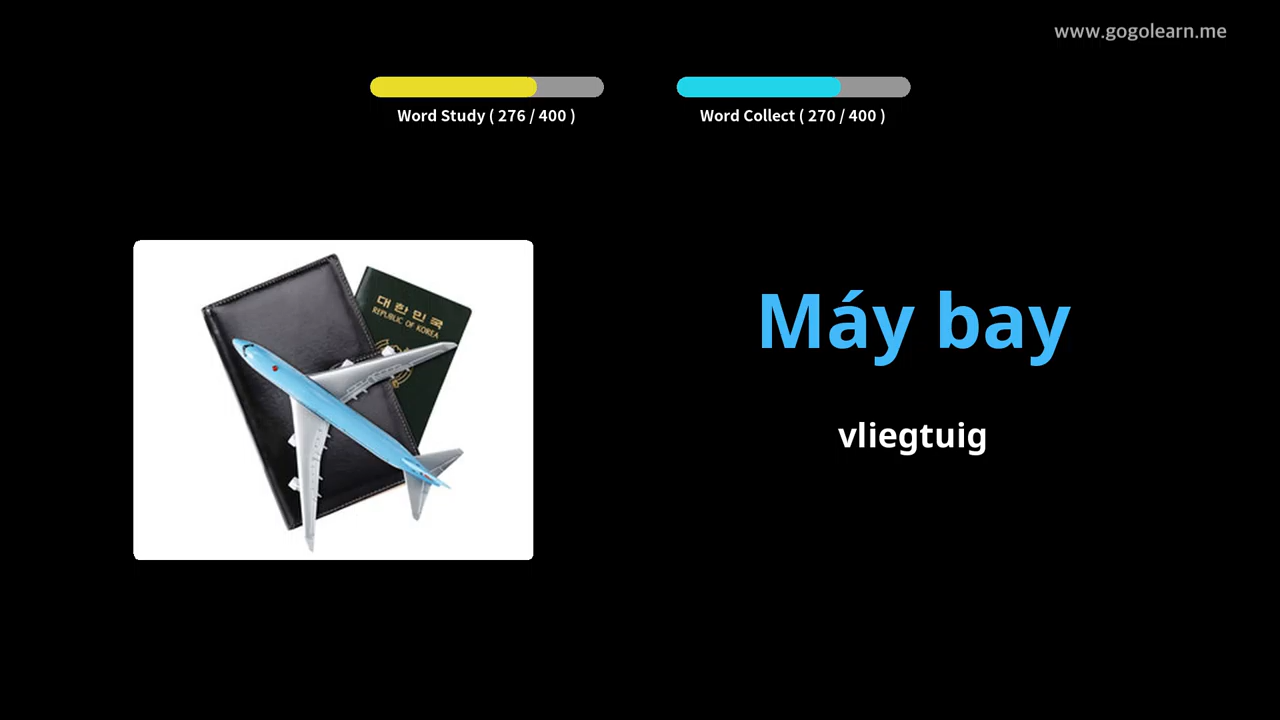 www.gogolearn.me
Word Study ( 276 / 400 )
Word Collect ( 270 / 400 )
대한민국
REPUBLIC OF KOREA
Máy bay
vliegtuig